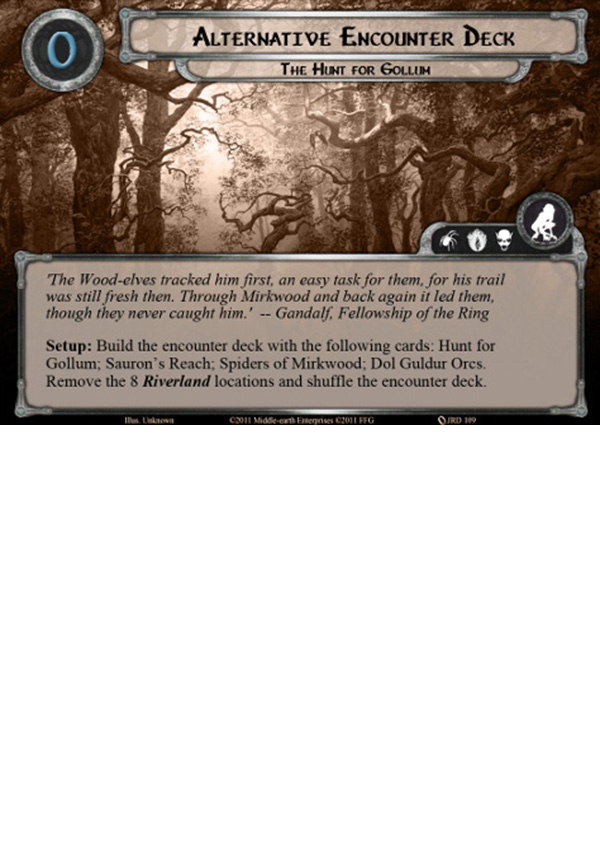 0
Alternative Encounter Deck
The Hunt for Gollum
'The Wood-elves tracked him first, an easy task for them, for his trail
was still fresh then. Through Mirkwood and back again it led them,
though they never caught him.' -- Gandalf, Fellowship of the Ring
Setup: Build the encounter deck with the following cards: Hunt for
Gollum; Sauron's Reach; Spiders of Mirkwood; Dol Guldur Orcs.
Remove the 8 Riverland locations and shuffle the encounter deck.
Illus. Unknown ©2011 Middle-earth Enterprises ©2011 FFG JRD 109